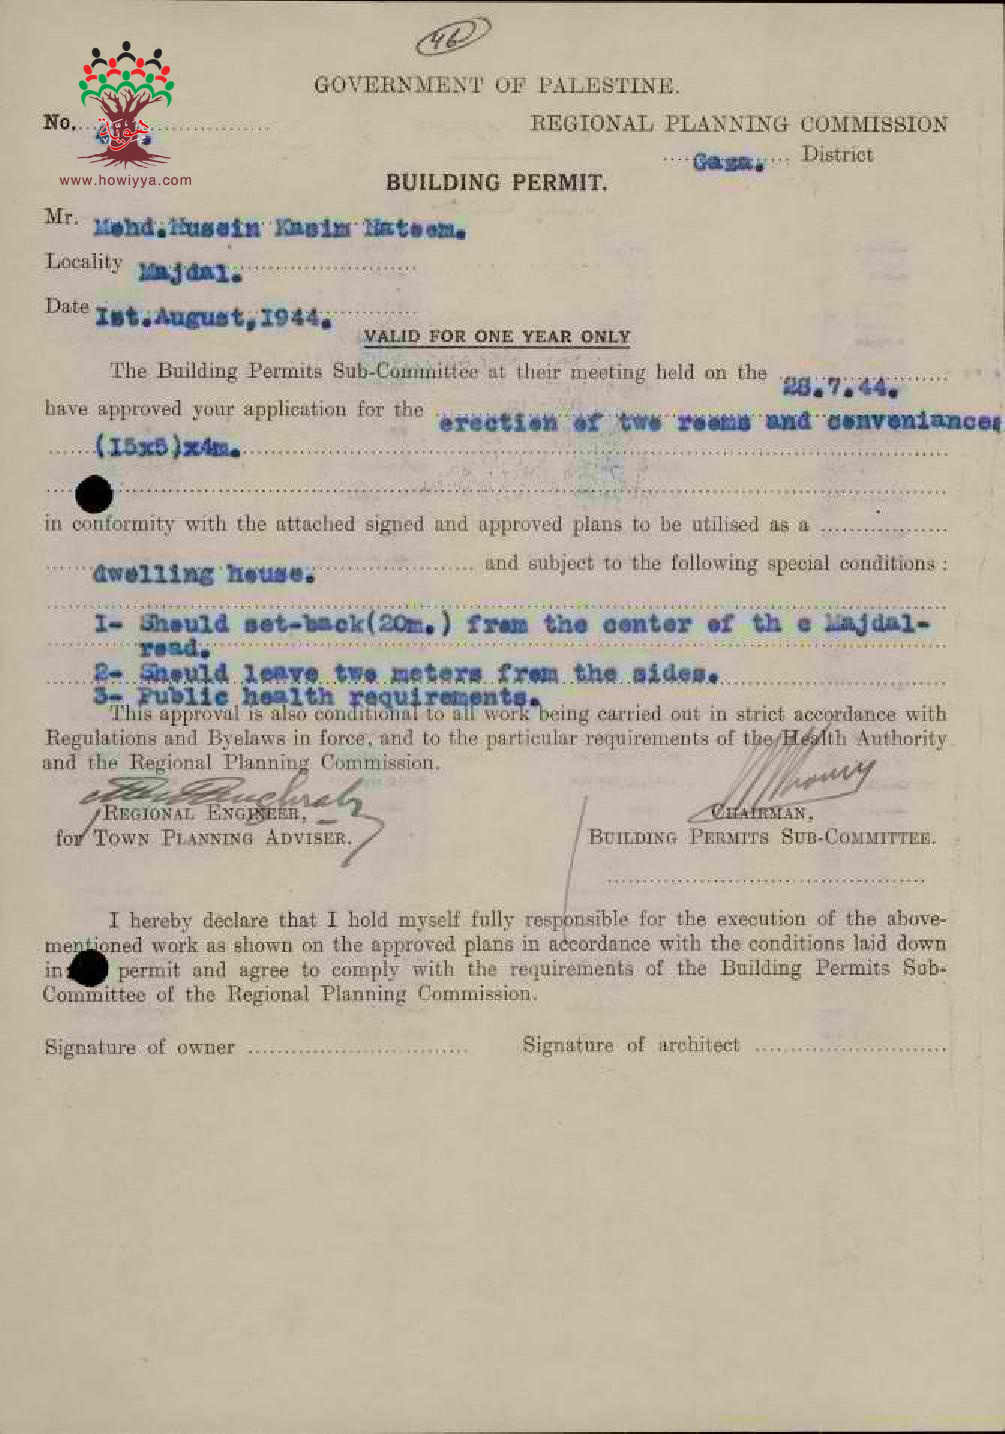 46
GOVERNMENT OF PALESTINE.
No.
REGIONAL PLANNING COMMISSION
هوية
Gaza. District
www.howiyya.com
BUILDING PERMIT.
Mr. Mohd.Husein Kasim Hateem.
Locality Majdal.
Date Ist.August,1944.
VALID FOR ONE YEAR ONLY
The Building Permits Sub-Committee at their meeting held on the 28.7.44.
have approved your application for the erection of two rooms and conveniances
(I5x5)x4m.
in conformity with the attached signed and approved plans to be utilised as a
dwelling house. and subject to the following special conditions :
I- Should set-back(20m.) from the center of th e Majdal-
road.
2- Should leave two meters from the sides.
3- Public health requirements.
This approval is also conditional to all work being carried out in strict accordance with
Regulations and Byelaws in force, and to the particular requirements of the Health Authority
and the Regional Planning Commission.
REGIONAL ENGINEER,
for TOWN PLANNING ADVISER.
CHAIRMAN,
BUILDING PERMITS SUB-COMMITTEE.
I hereby declare that I hold myself fully responsible for the execution of the above-
mentioned work as shown on the approved plans in accordance with the conditions laid down
in permit and agree to comply with the requirements of the Building Permits Sub-
Committee of the Regional Planning Commission.
Signature of owner
Signature of architect